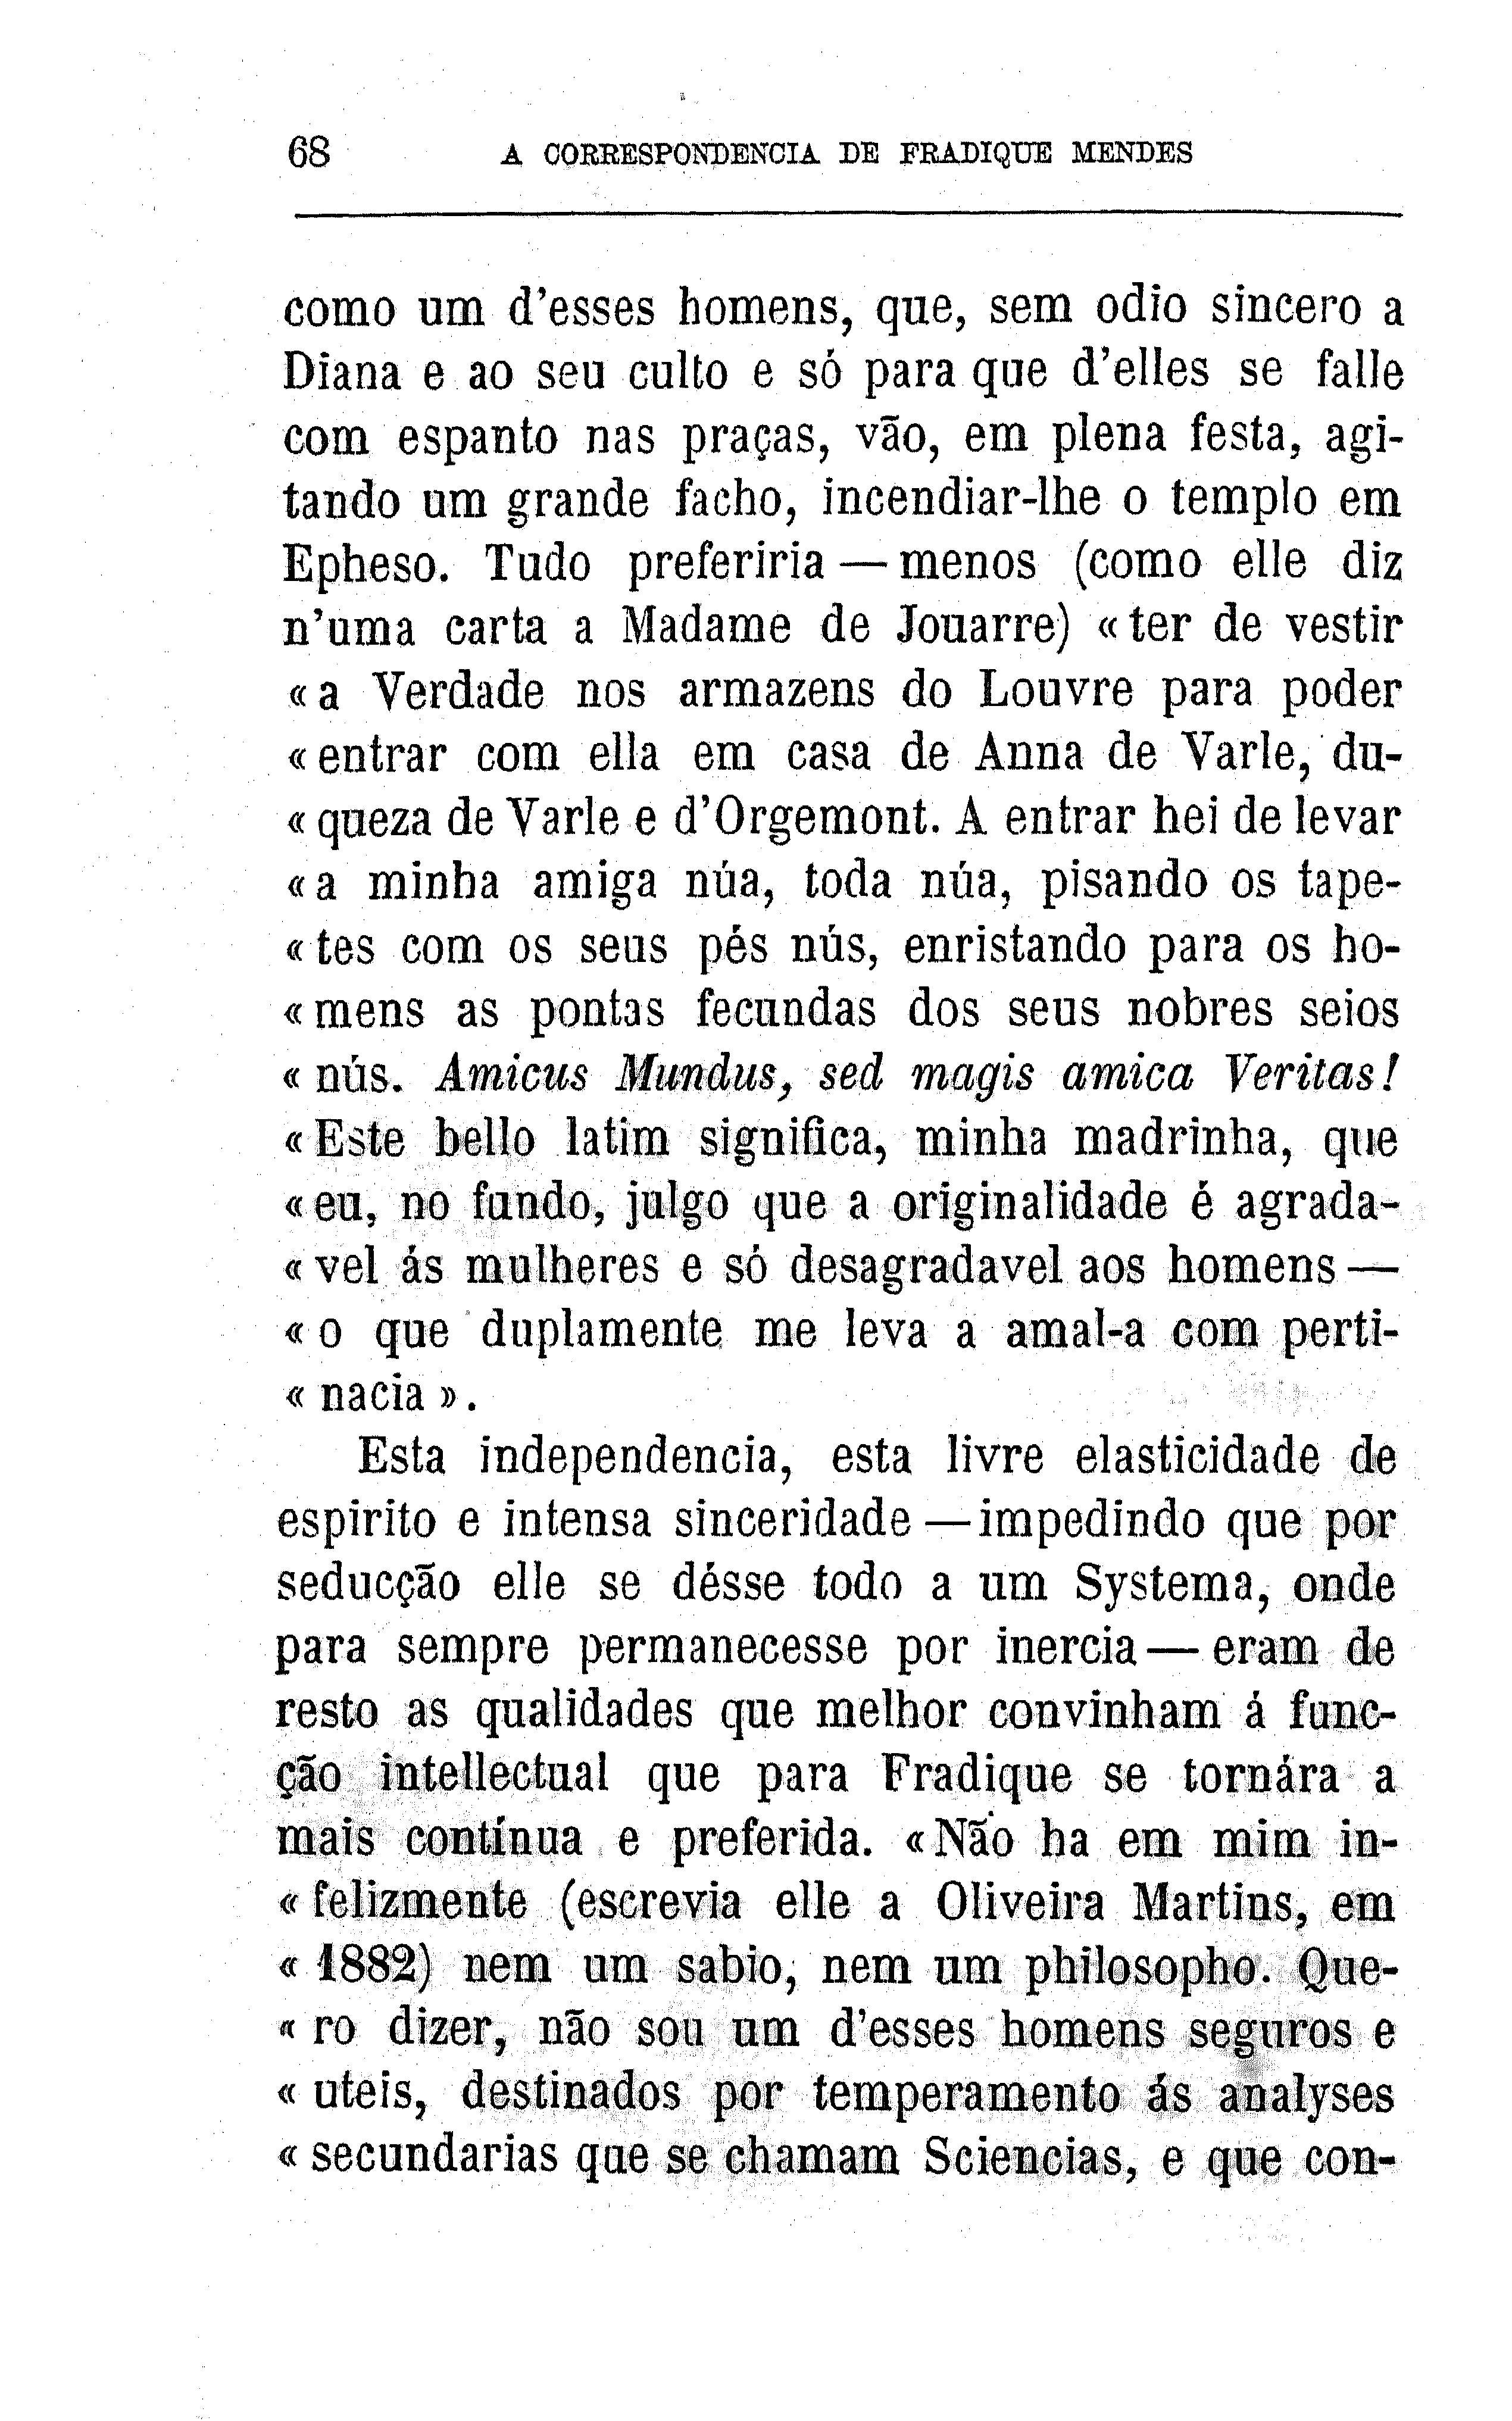 68 A CORRESPONDENCIA DE FRADIQUE MENDES
como um d'esses homens, que, sem odio sincero a
Diana e ao seu culto e só para que d'elles se falle
com espanto nas praças, vão, em plena festa, agi-
tando um grande facho, incendiar-lhe o templo em
Epheso. Tudo preferiria — menos (como elle diz
n'uma carta a Madame de Jouarre) «ter de vestir
«a Verdade nos armazens do Louvre para poder
«entrar com ella em casa de Anna de Varle, du-
«queza de Varle e d'Orgemont. A entrar hei de levar
«a minha amiga núa, toda núa, pisando os tape-
«tes com os seus pés nús, enristando para os ho-
«mens as pontas fecundas dos seus nobres seios
«nús. Amicus Mundus, sed magis amica Veritas!
«Este bello latim significa, minha madrinha, que
«eu, no fundo, julgo que a originalidade é agrada-
«vel ás mulheres e só desagradavel aos homens —
«o que duplamente me leva a amal-a com perti-
«nacia».
Esta independencia, esta livre elasticidade de
espirito e intensa sinceridade — impedindo que por
seducção elle se désse todo a um Systema, onde
para sempre permanecesse por inercia — eram de
resto as qualidades que melhor convinham á func-
ção intellectual que para Fradique se tornára a
mais contínua e preferida. «Não ha em mim in-
«felizmente (escrevia elle a Oliveira Martins, em
«1882) nem um sabio, nem um philosopho. Que-
«ro dizer, não sou um d'esses homens seguros e
«uteis, destinados por temperamento ás analyses
«secundarias que se chamam Sciencias, e que con-